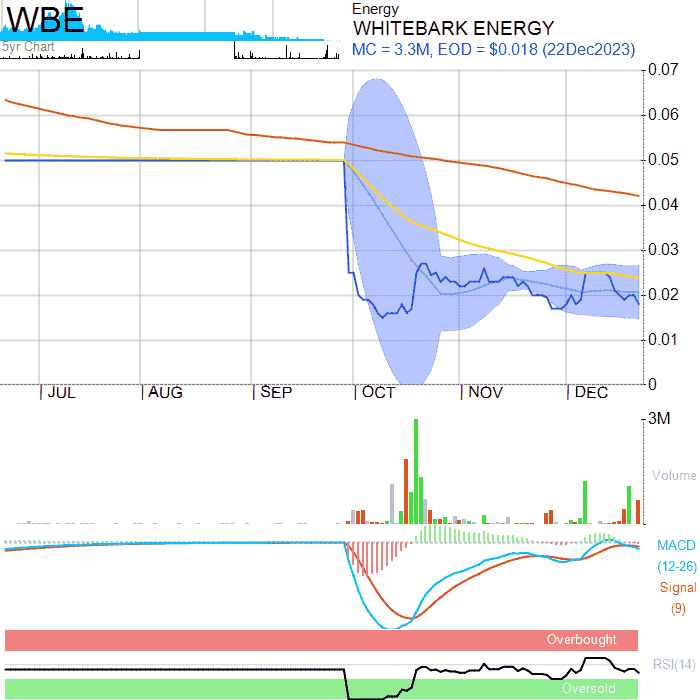 WBE
5yr Chart
Energy
WHITEBARK ENERGY
MC = 3.3M, EOD = $0.018 (22Dec2023)
0.07
0.06
0.05
0.04
0.03
0.02
0.01
0
JUL AUG SEP OCT NOV DEC
3M
Volume
MACD
(12-26)
Signal
(9)
Overbought
RSI(14)
Oversold